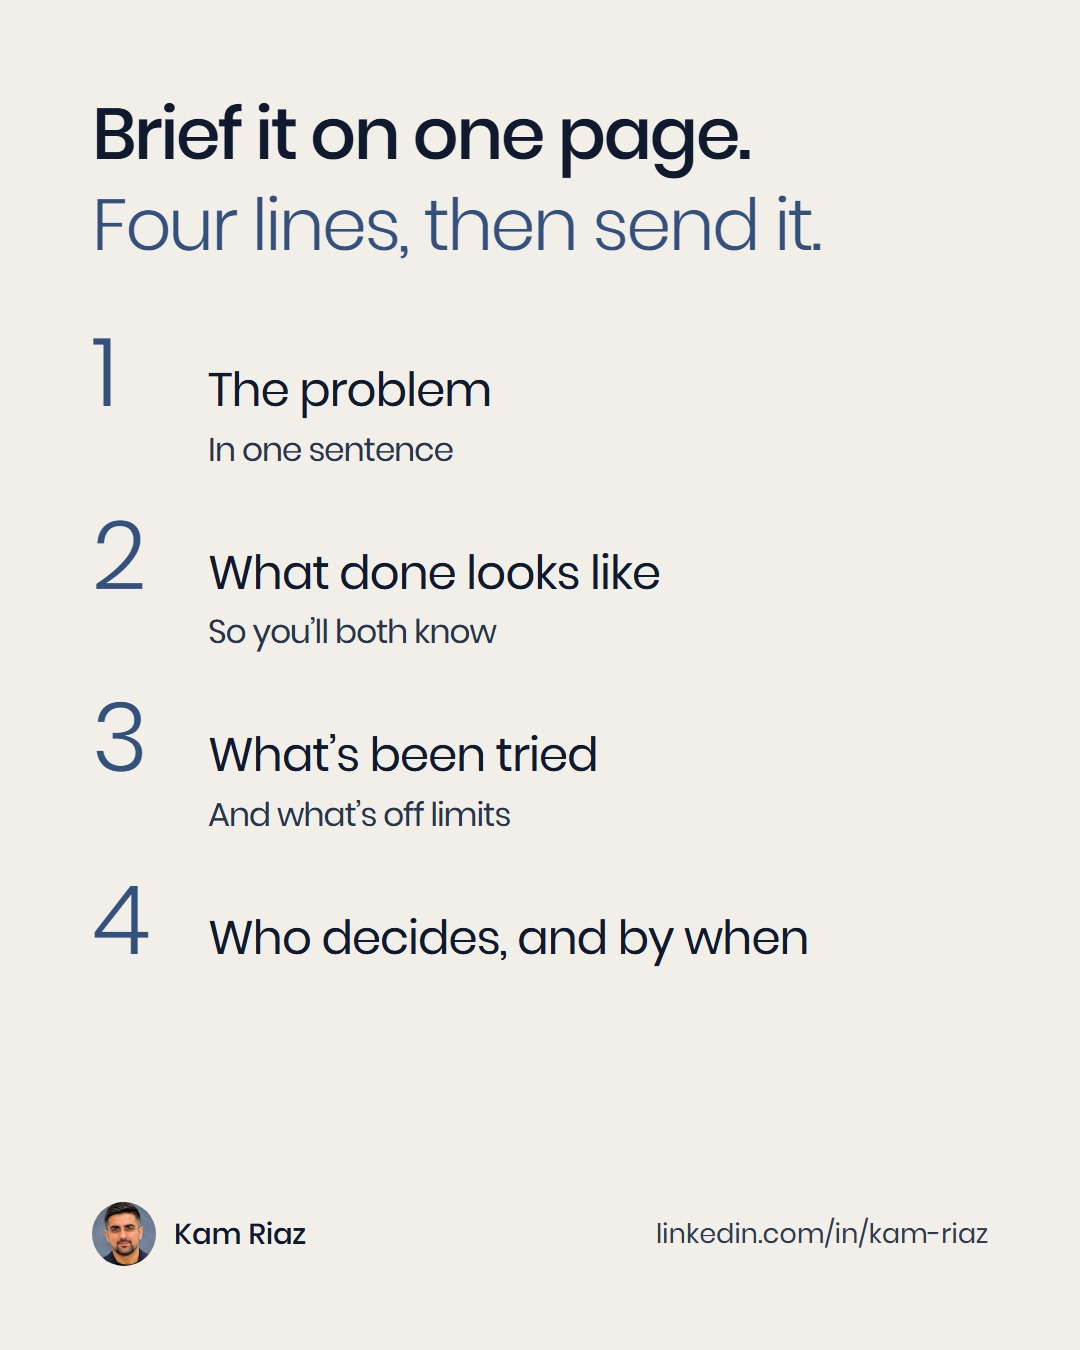 Brief it on one page.
Four lines, then send it.
1
The problem
In one sentence
2
What done looks like
So you’ll both know
3
What’s been tried
And what’s off limits
4
Who decides, and by when
Kam Riaz
linkedin.com/in/kam-riaz